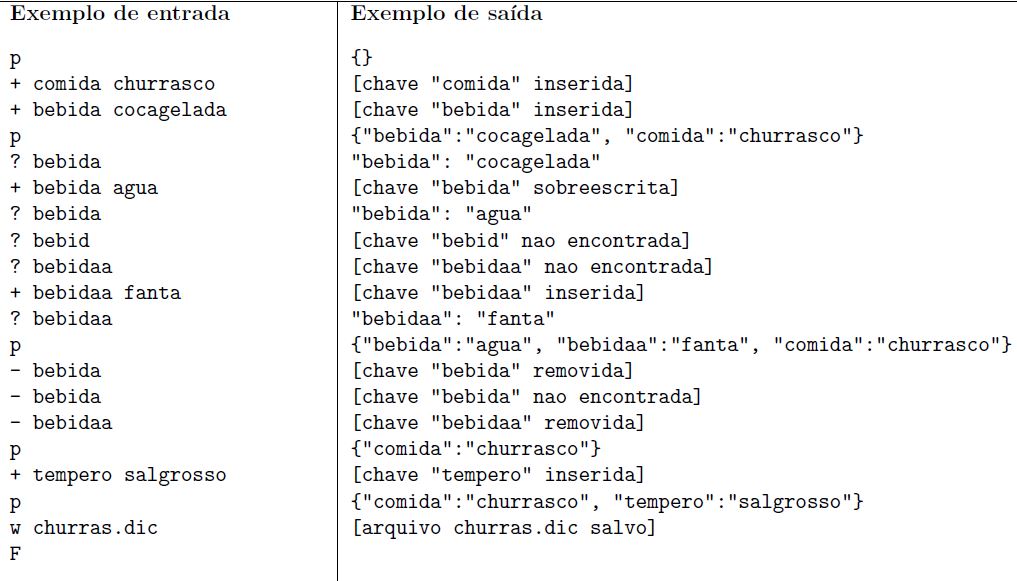 Exemplo de entrada Exemplo de saída
p {}
+ comida churrasco [chave "comida" inserida]
+ bebida cocagelada [chave "bebida" inserida]
p {"bebida":"cocagelada", "comida":"churrasco"}
? bebida "bebida": "cocagelada"
+ bebida agua [chave "bebida" sobreescrita]
? bebida "bebida": "agua"
? bebid [chave "bebid" nao encontrada]
? bebidaa [chave "bebidaa" nao encontrada]
+ bebidaa fanta [chave "bebidaa" inserida]
? bebidaa "bebidaa": "fanta"
p {"bebida":"agua", "bebidaa":"fanta", "comida":"churrasco"}
- bebida [chave "bebida" removida]
- bebida [chave "bebida" nao encontrada]
- bebidaa [chave "bebidaa" removida]
p {"comida":"churrasco"}
+ tempero salgrosso [chave "tempero" inserida]
p {"comida":"churrasco", "tempero":"salgrosso"}
w churras.dic [arquivo churras.dic salvo]
F